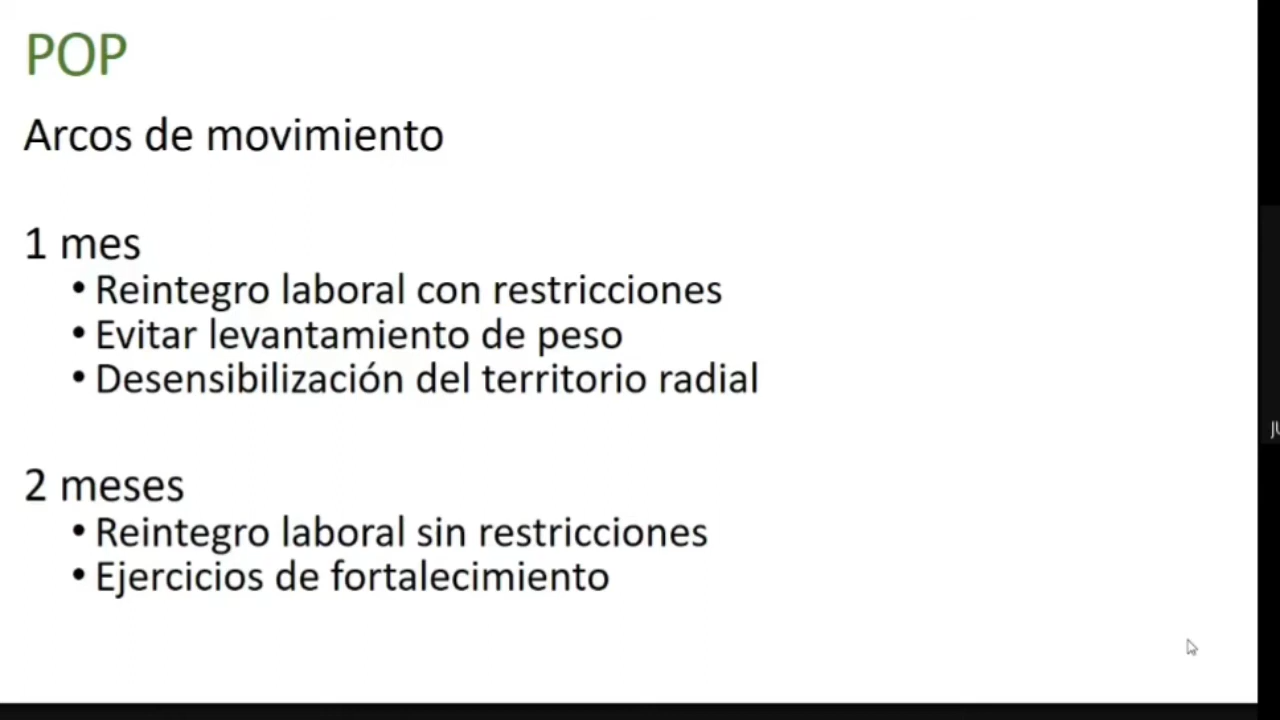 POP
Arcos de movimiento
1 mes
• Reintegro laboral con restricciones
• Evitar levantamiento de peso
• Desensibilización del territorio radial
2 meses
• Reintegro laboral sin restricciones
• Ejercicios de fortalecimiento